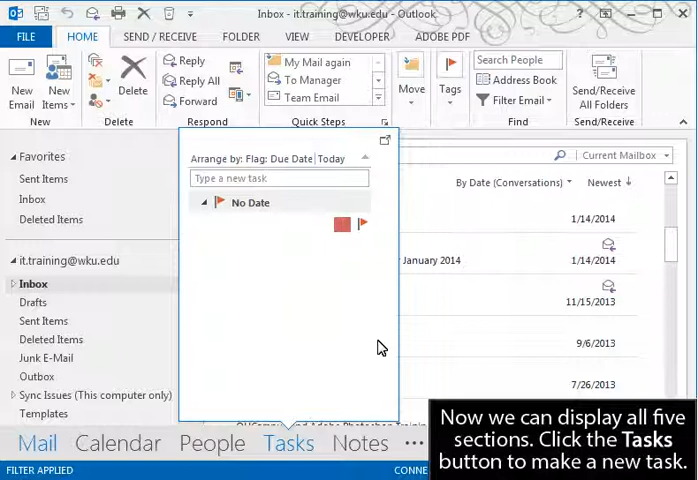 Inbox - it.training@wku.edu - Outlook
FILE
HOME
SEND / RECEIVE
FOLDER
VIEW
DEVELOPER
ADOBE PDF
New Email
New Items
New
Delete
Delete
Reply
Reply All
Forward
Respond
My Mail again
To Manager
Team Email
Quick Steps
Move
Tags
Search People
Address Book
Filter Email
Find
Send/Receive All Folders
Send/Receive
Favorites
Sent Items
Inbox
Deleted Items
it.training@wku.edu
Inbox
Drafts
Sent Items
Deleted Items
Junk E-Mail
Outbox
Sync Issues (This computer only)
Templates
Arrange by: Flag: Due Date Today
Type a new task
No Date
Current Mailbox
By Date (Conversations) Newest
1/14/2014
January 2014 1/14/2014
11/15/2013
9/6/2013
7/26/2013
Mail Calendar People Tasks Notes
FILTER APPLIED
CONNE
Now we can display all five
sections. Click the Tasks
button to make a new task.